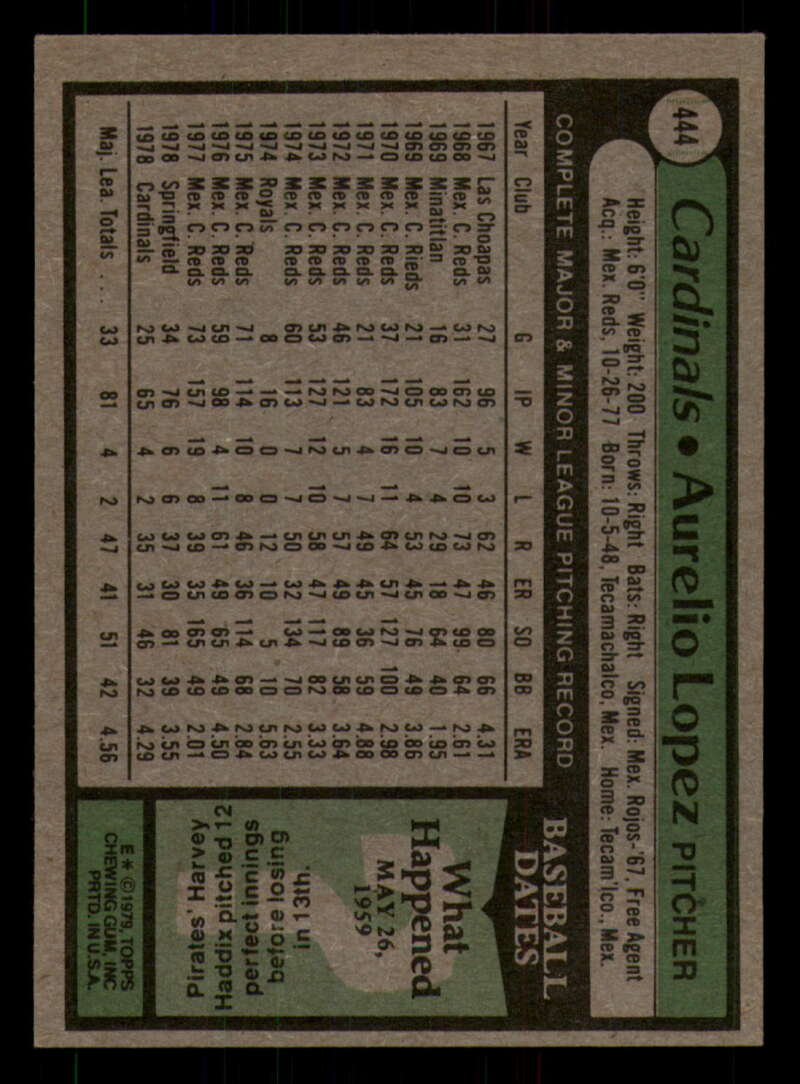 444
Cardinals • Aurelio Lopez PITCHER
Height: 6'0" Weight: 200 Throws: Right Bats: Right Signed: Mex. Rojos-'67, Free Agent
Acq.: Mex. Reds, 10-26-77 Born: 10-5-48, Tecamachalco, Mex. Home: Tecam'lco., Mex.
COMPLETE MAJOR & MINOR LEAGUE PITCHING RECORD
Year Club G IP W L R ER SO BB ERA
1967 Las Choapas 27 96 5 3 62 46 80 66 4.31
1968 Mex. C. Reds 31 162 10 10 73 47 99 64 2.61
1969 Minatitlan 16 83 7 4 29 18 64 40 1.95
1969 Mex. C. Rieds 21 105 10 4 53 45 76 49 3.86
1970 Mex. C. Reds 37 172 16 11 64 57 127 100 2.98
1971 Mex. C. Reds 21 83 4 7 49 45 36 59 4.88
1972 Mex. C. Reds 46 121 5 7 57 49 89 58 3.64
1973 Mex. C. Reds 53 127 12 10 58 47 117 82 3.33
1974 Mex. C. Reds 60 113 7 7 50 32 134 70 2.55
1974 Royals 8 16 0 0 12 10 5 10 5.63
1975 Mex. C. Reds 71 114 10 8 46 36 114 68 2.84
1976 Mex. C. Reds 59 98 4 11 61 49 65 49 4.50
1977 Mex. C. Reds 73 157 19 8 39 35 165 49 2.01
1978 Springfield 34 76 6 6 37 30 81 39 3.55
1978 Cardinals 25 65 4 2 35 31 46 32 4.29
Maj. Lea Totals . . . 33 81 4 2 47 41 51 42 4.56
BASEBALL
DATES
What
Happened
MAY 26,
1959
Pirates' Harvey
Haddix pitched 12
perfect innings
before losing
in 13th.
E * © 1979, TOPPS
CHEWING GUM, INC
PRTD. IN U.S.A.